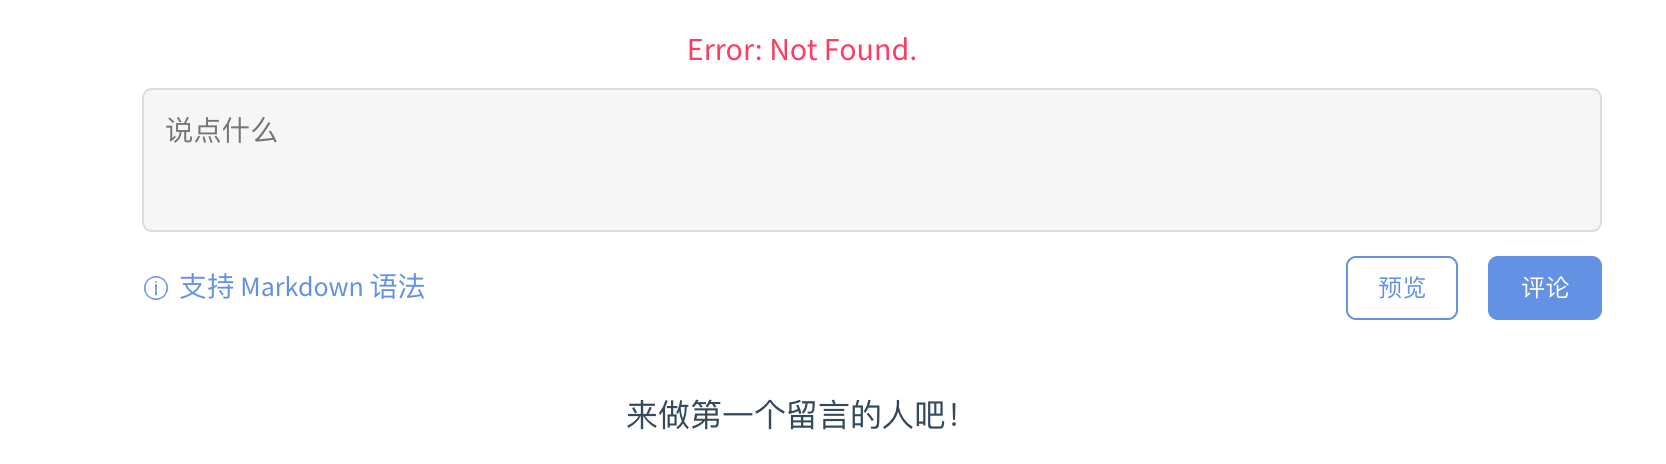 Error: Not Found.
说点什么
支持 Markdown 语法
预览 评论
来做第一个留言的人吧！